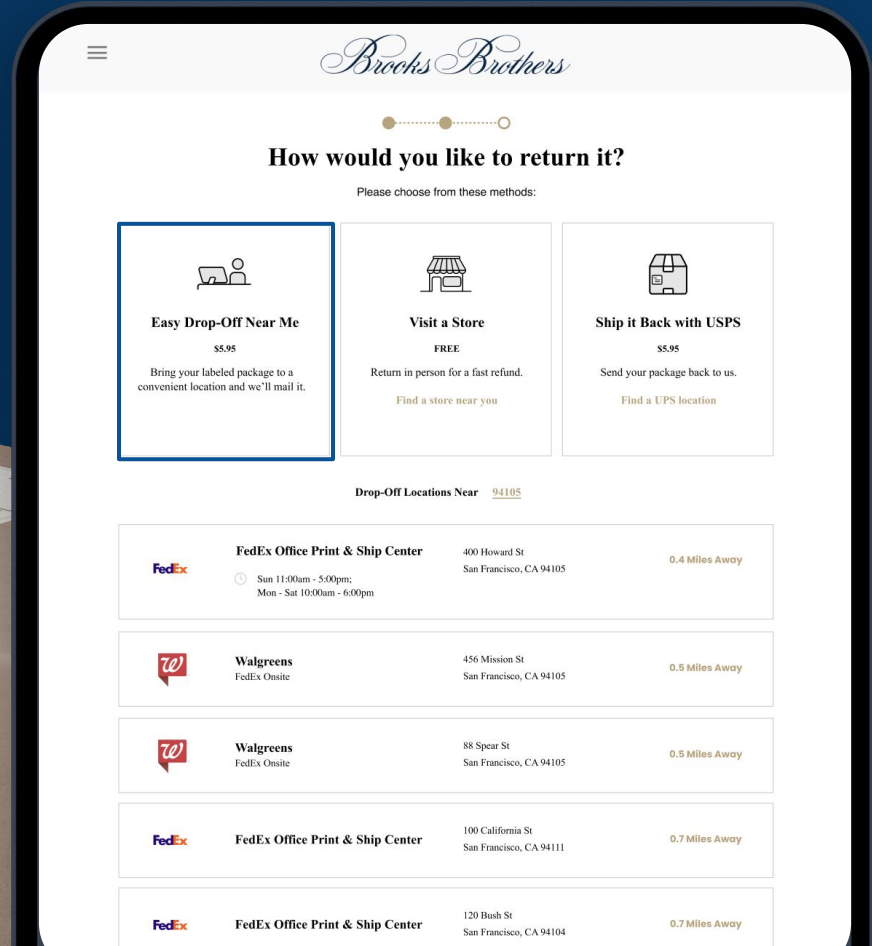 Brooks Brothers
How would you like to return it?
Please choose from these methods:
Easy Drop-Off Near Me
$5.95
Bring your labeled package to a
convenient location and we’ll mail it.
Visit a Store
FREE
Return in person for a fast refund.
Find a store near you
Ship it Back with USPS
$5.95
Send your package back to us.
Find a UPS location
Drop-Off Locations Near 94105
FedEx
FedEx Office Print & Ship Center
Sun 11:00am - 5:00pm;
Mon - Sat 10:00am - 6:00pm
400 Howard St
San Francisco, CA 94105
0.4 Miles Away
W
Walgreens
FedEx Onsite
456 Mission St
San Francisco, CA 94105
0.5 Miles Away
W
Walgreens
FedEx Onsite
88 Spear St
San Francisco, CA 94105
0.5 Miles Away
FedEx
FedEx Office Print & Ship Center
100 California St
San Francisco, CA 94111
0.7 Miles Away
FedEx
FedEx Office Print & Ship Center
120 Bush St
San Francisco, CA 94104
0.7 Miles Away